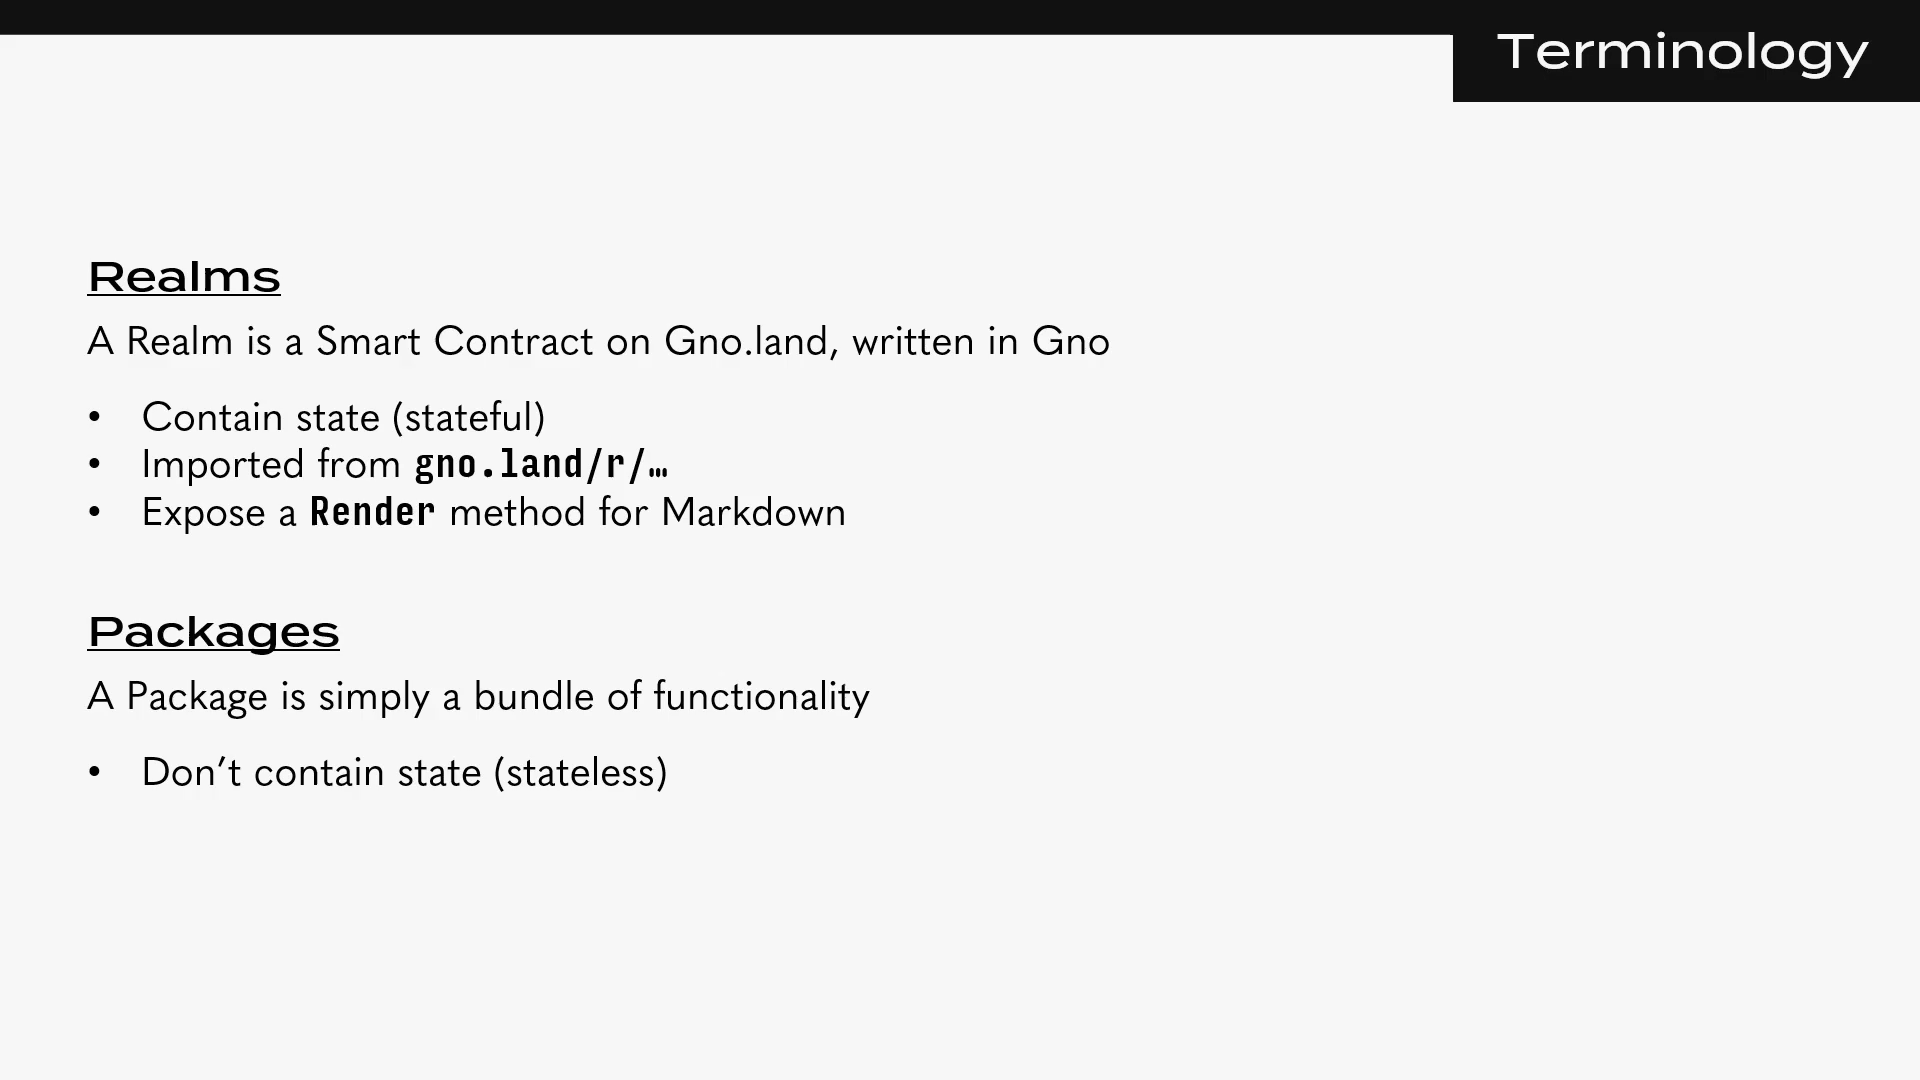 Terminology
Realms
A Realm is a Smart Contract on Gno.land, written in Gno
• Contain state (stateful)
• Imported from gno.land/r/…
• Expose a Render method for Markdown
Packages
A Package is simply a bundle of functionality
• Don’t contain state (stateless)